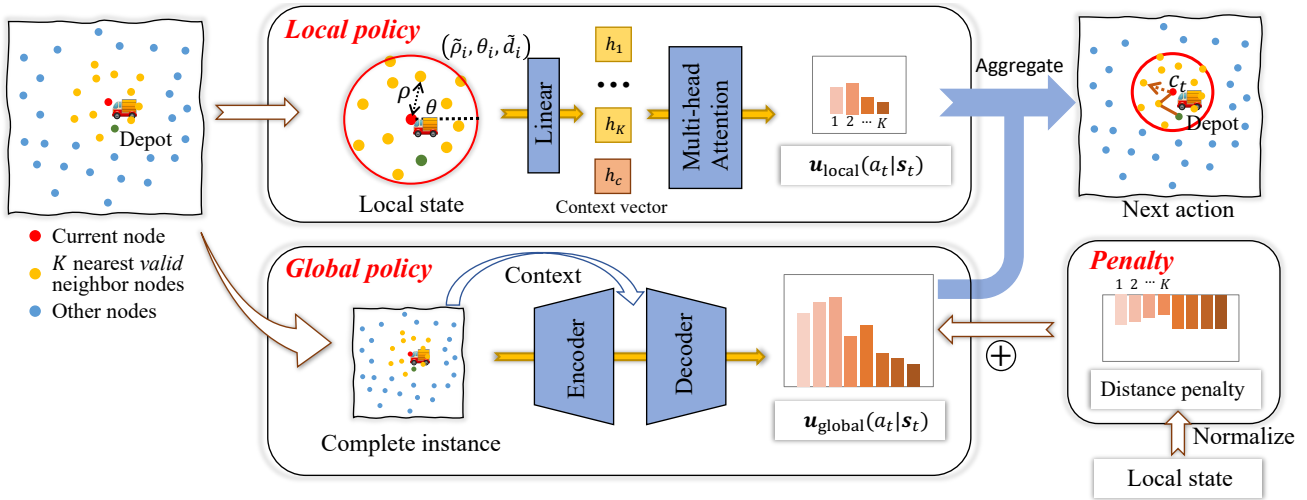 Depot
Current node
K nearest valid
neighbor nodes
Other nodes
Local policy
(ρ̃ᵢ, θᵢ, d̃ᵢ)
ρ
θ
Local state
Linear
h₁
•••
h_K
h_c
Context vector
Multi-head
Attention
1 2 ··· K
u_local(a_t|s_t)
Aggregate
c_t
Depot
Next action
Global policy
Context
Complete instance
Encoder
Decoder
u_global(a_t|s_t)
+
Penalty
1 2 ··· K
Distance penalty
Normalize
Local state